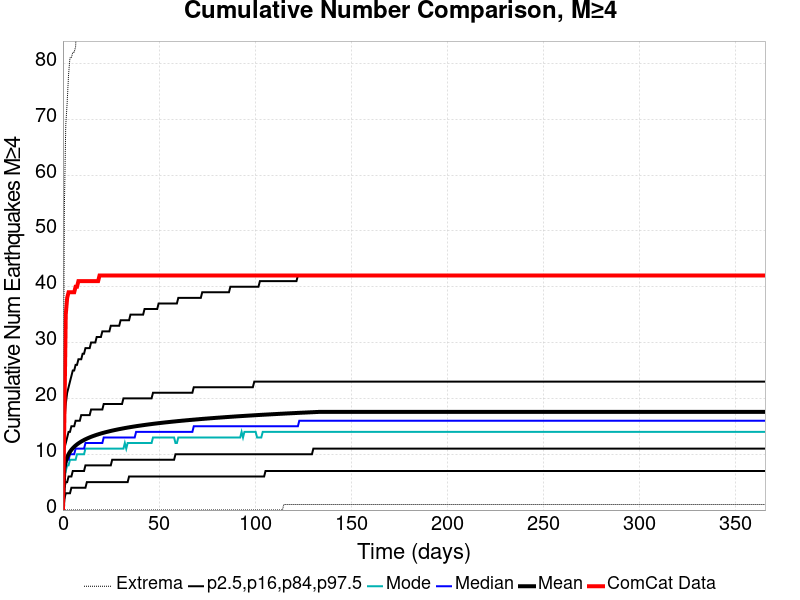 Cumulative Number Comparison, M≥4
Cumulative Num Earthquakes M≥4
80
70
60
50
40
30
20
10
0
0 50 100 150 200 250 300 350
Time (days)
Extrema p2.5,p16,p84,p97.5 Mode Median Mean ComCat Data